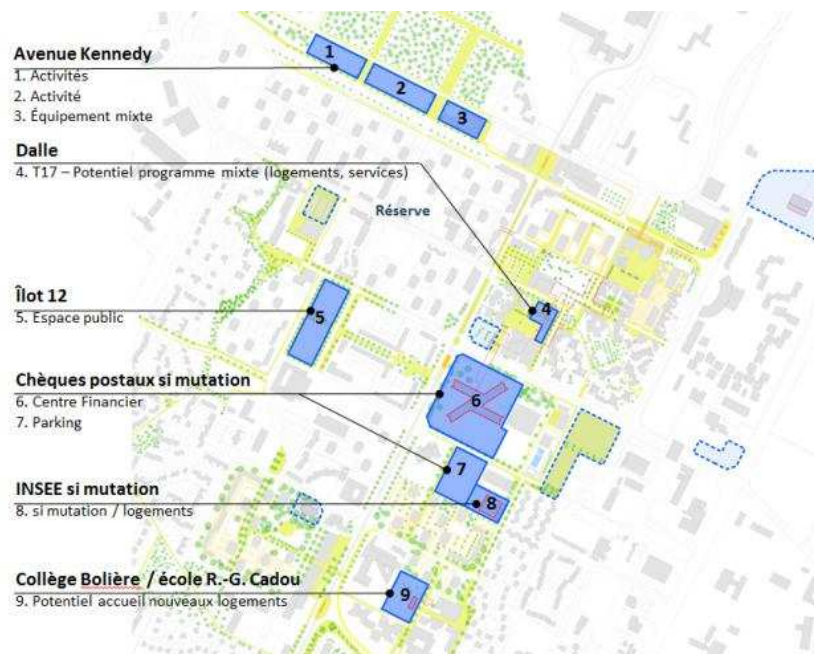 Avenue Kennedy
1. Activités
2. Activité
3. Équipement mixte
Dalle
4. T17 – Potentiel programme mixte (logements, services)
Réserve
Îlot 12
5. Espace public
Chèques postaux si mutation
6. Centre Financier
7. Parking
INSEE si mutation
8. si mutation / logements
Collège Bolière / école R.-G. Cadou
9. Potentiel accueil nouveaux logements
1
2
3
4
5
6
7
8
9